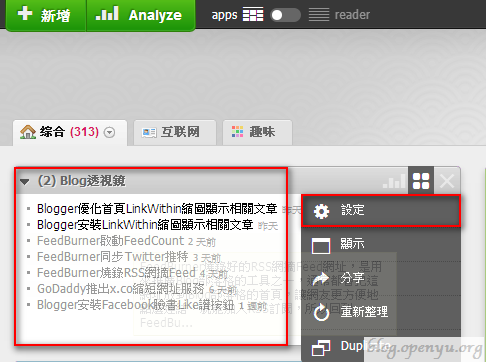 新增
Analyze
apps
reader
综合 (313)
互联网
趣味
(2) Blog透視鏡
Blogger優化首頁LinkWithin縮圖顯示相關文章 昨天
Blogger安裝LinkWithin縮圖顯示相關文章 昨天
FeedBurner啟動FeedCount 2 天前
FeedBurner同步Twitter推特 3 天前
FeedBurner燒錄RSS網摘Feed 4 天前
GoDaddy推出x.co縮短網址服務 6 天前
Blogger安裝Facebook臉書Like讚按鈕 1 週前
設定
顯示
分享
重新整理
blog.openyu.org